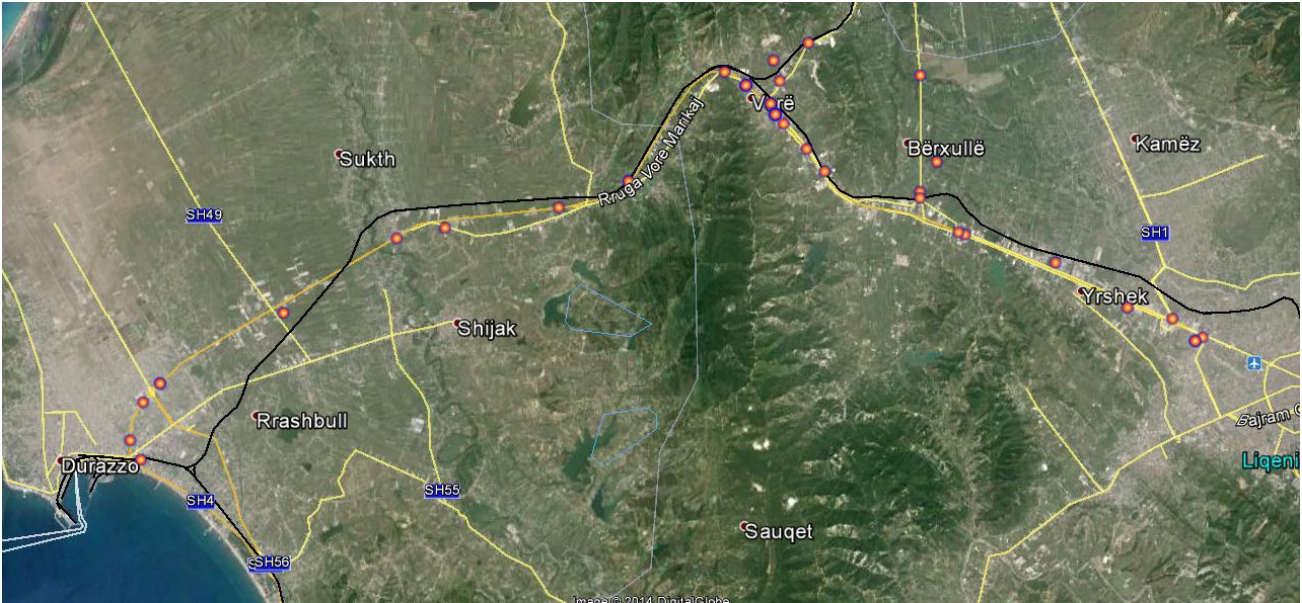 Vorë
Bërxullë
Kamëz
Sukth
Rruga Vorë Marikaj
SH49
SH1
Yrshek
Shijak
Rrashbull
Bajram C
Durazzo
Liqeni
SH55
SH4
Sauqet
SH56
Image © 2014 DigitalGlobe